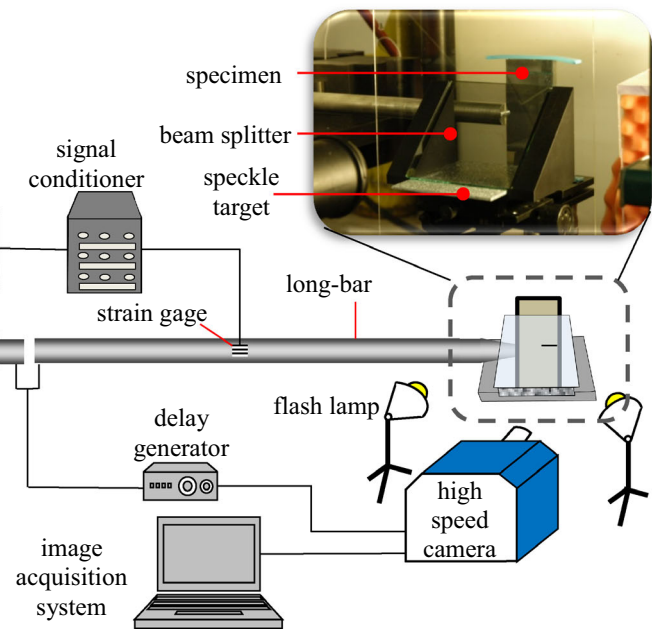 specimen
beam splitter
speckle
target
signal
conditioner
long-bar
strain gage
flash lamp
delay
generator
high
speed
camera
image
acquisition
system